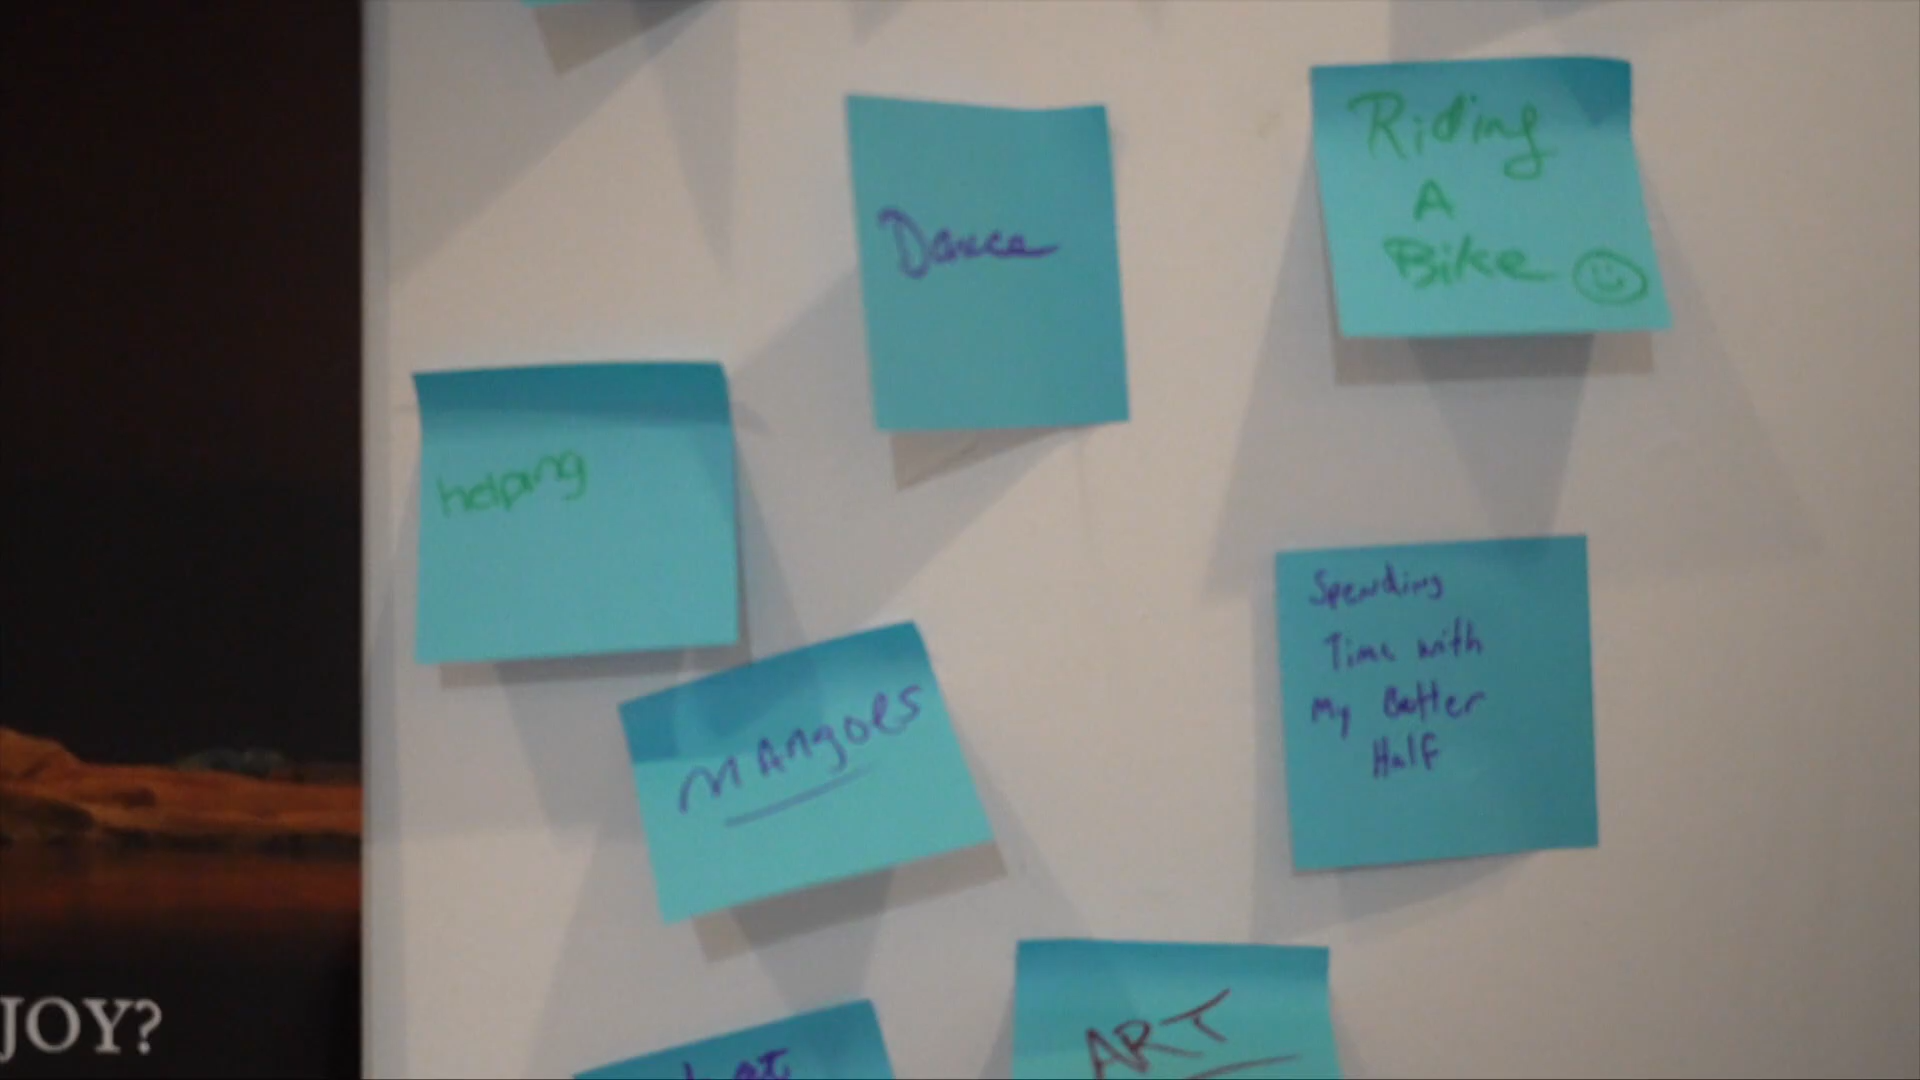 Riding
A
Bike
Dance
helping
Spending
Time with
My Better
Half
MAngoes
ART
JOY?